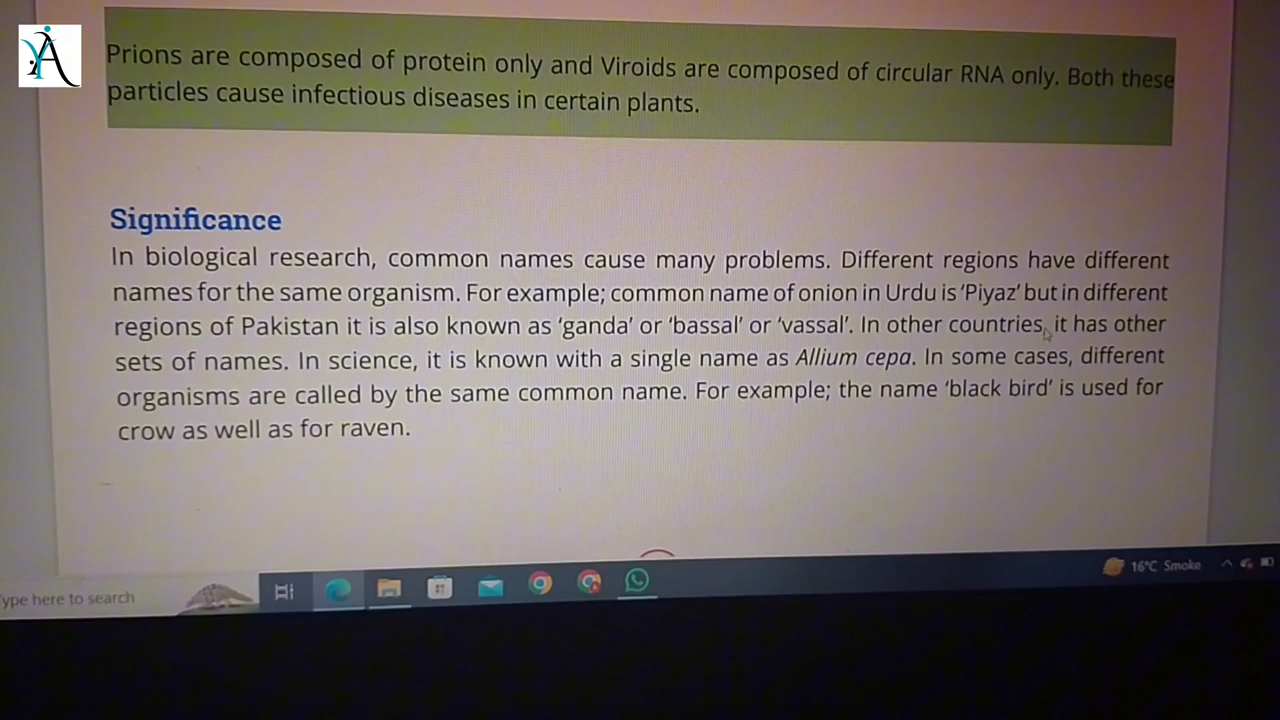 YA
Prions are composed of protein only and Viroids are composed of circular RNA only. Both these
particles cause infectious diseases in certain plants.
Significance
In biological research, common names cause many problems. Different regions have different
names for the same organism. For example; common name of onion in Urdu is ‘Piyaz’ but in different
regions of Pakistan it is also known as ‘ganda’ or ‘bassal’ or ‘vassal’. In other countries, it has other
sets of names. In science, it is known with a single name as Allium cepa. In some cases, different
organisms are called by the same common name. For example; the name ‘black bird’ is used for
crow as well as for raven.
ype here to search
16°C Smoke